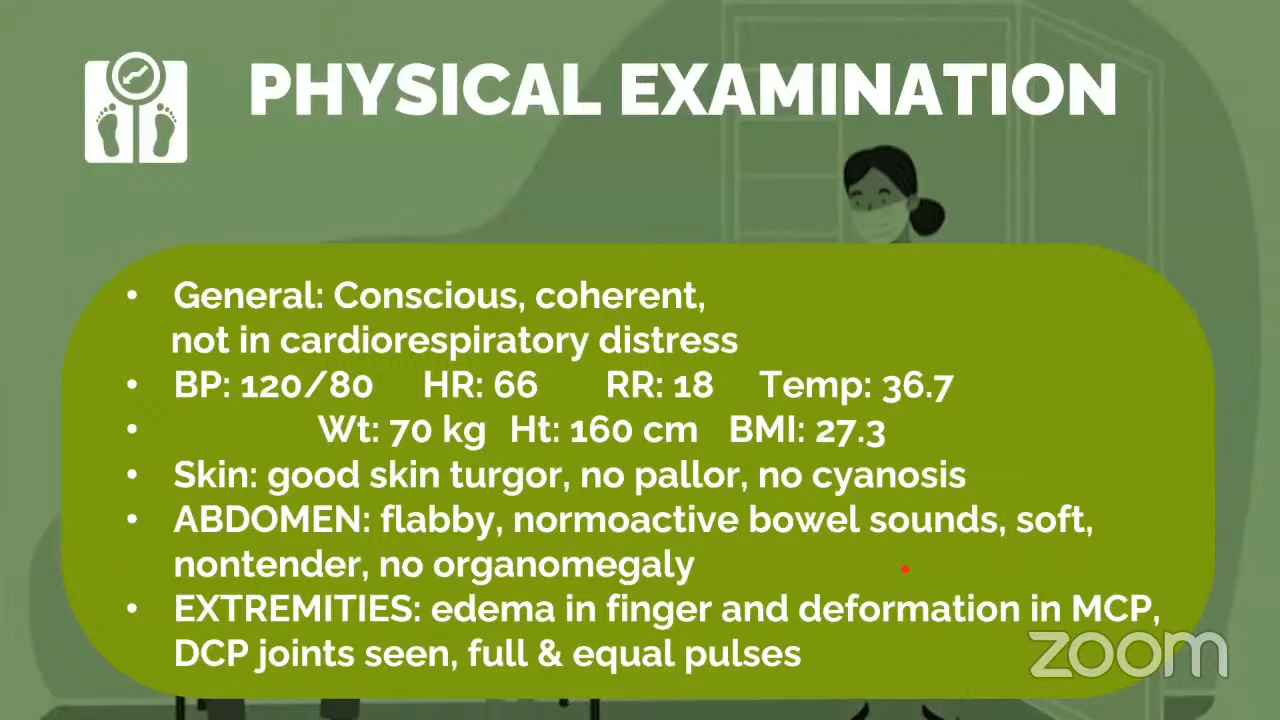 PHYSICAL EXAMINATION
• General: Conscious, coherent,
not in cardiorespiratory distress
• BP: 120/80 HR: 66 RR: 18 Temp: 36.7
• Wt: 70 kg Ht: 160 cm BMI: 27.3
• Skin: good skin turgor, no pallor, no cyanosis
• ABDOMEN: flabby, normoactive bowel sounds, soft,
nontender, no organomegaly
• EXTREMITIES: edema in finger and deformation in MCP,
DCP joints seen, full & equal pulses
zoom